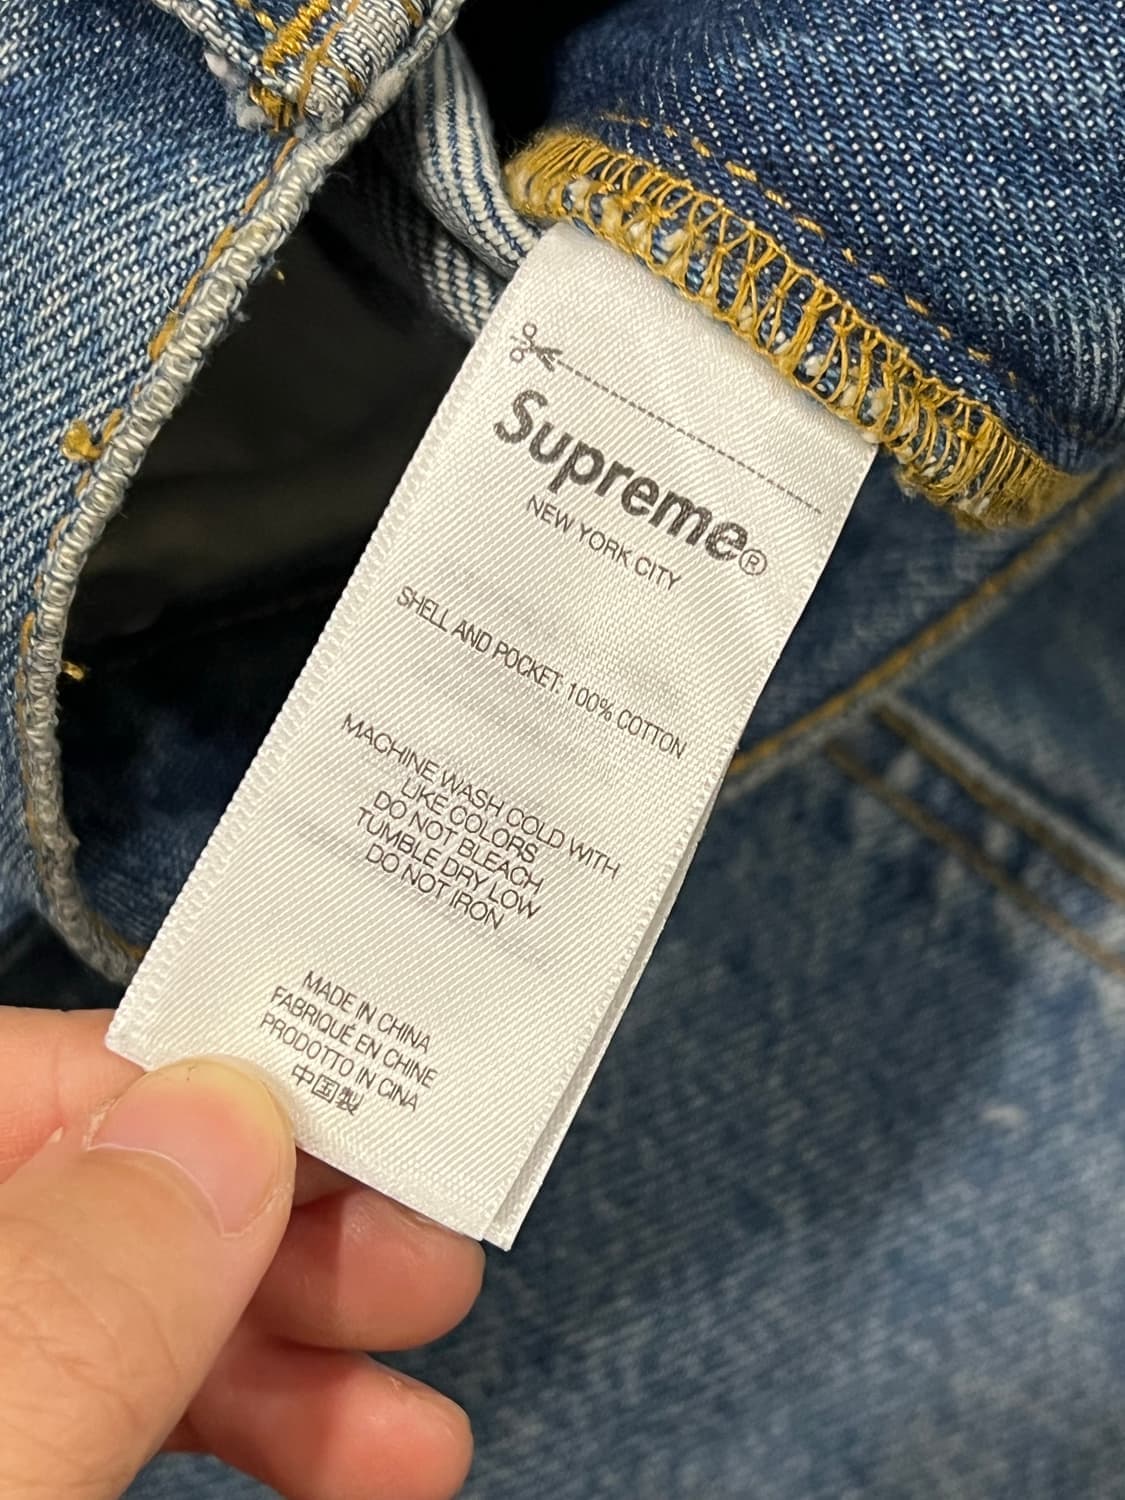 Supreme®
NEW YORK CITY
SHELL AND POCKET: 100% COTTON
MACHINE WASH COLD WITH
LIKE COLORS
DO NOT BLEACH
TUMBLE DRY LOW
DO NOT IRON
MADE IN CHINA
FABRIQUÉ EN CHINE
PRODOTTO IN CINA
中国製